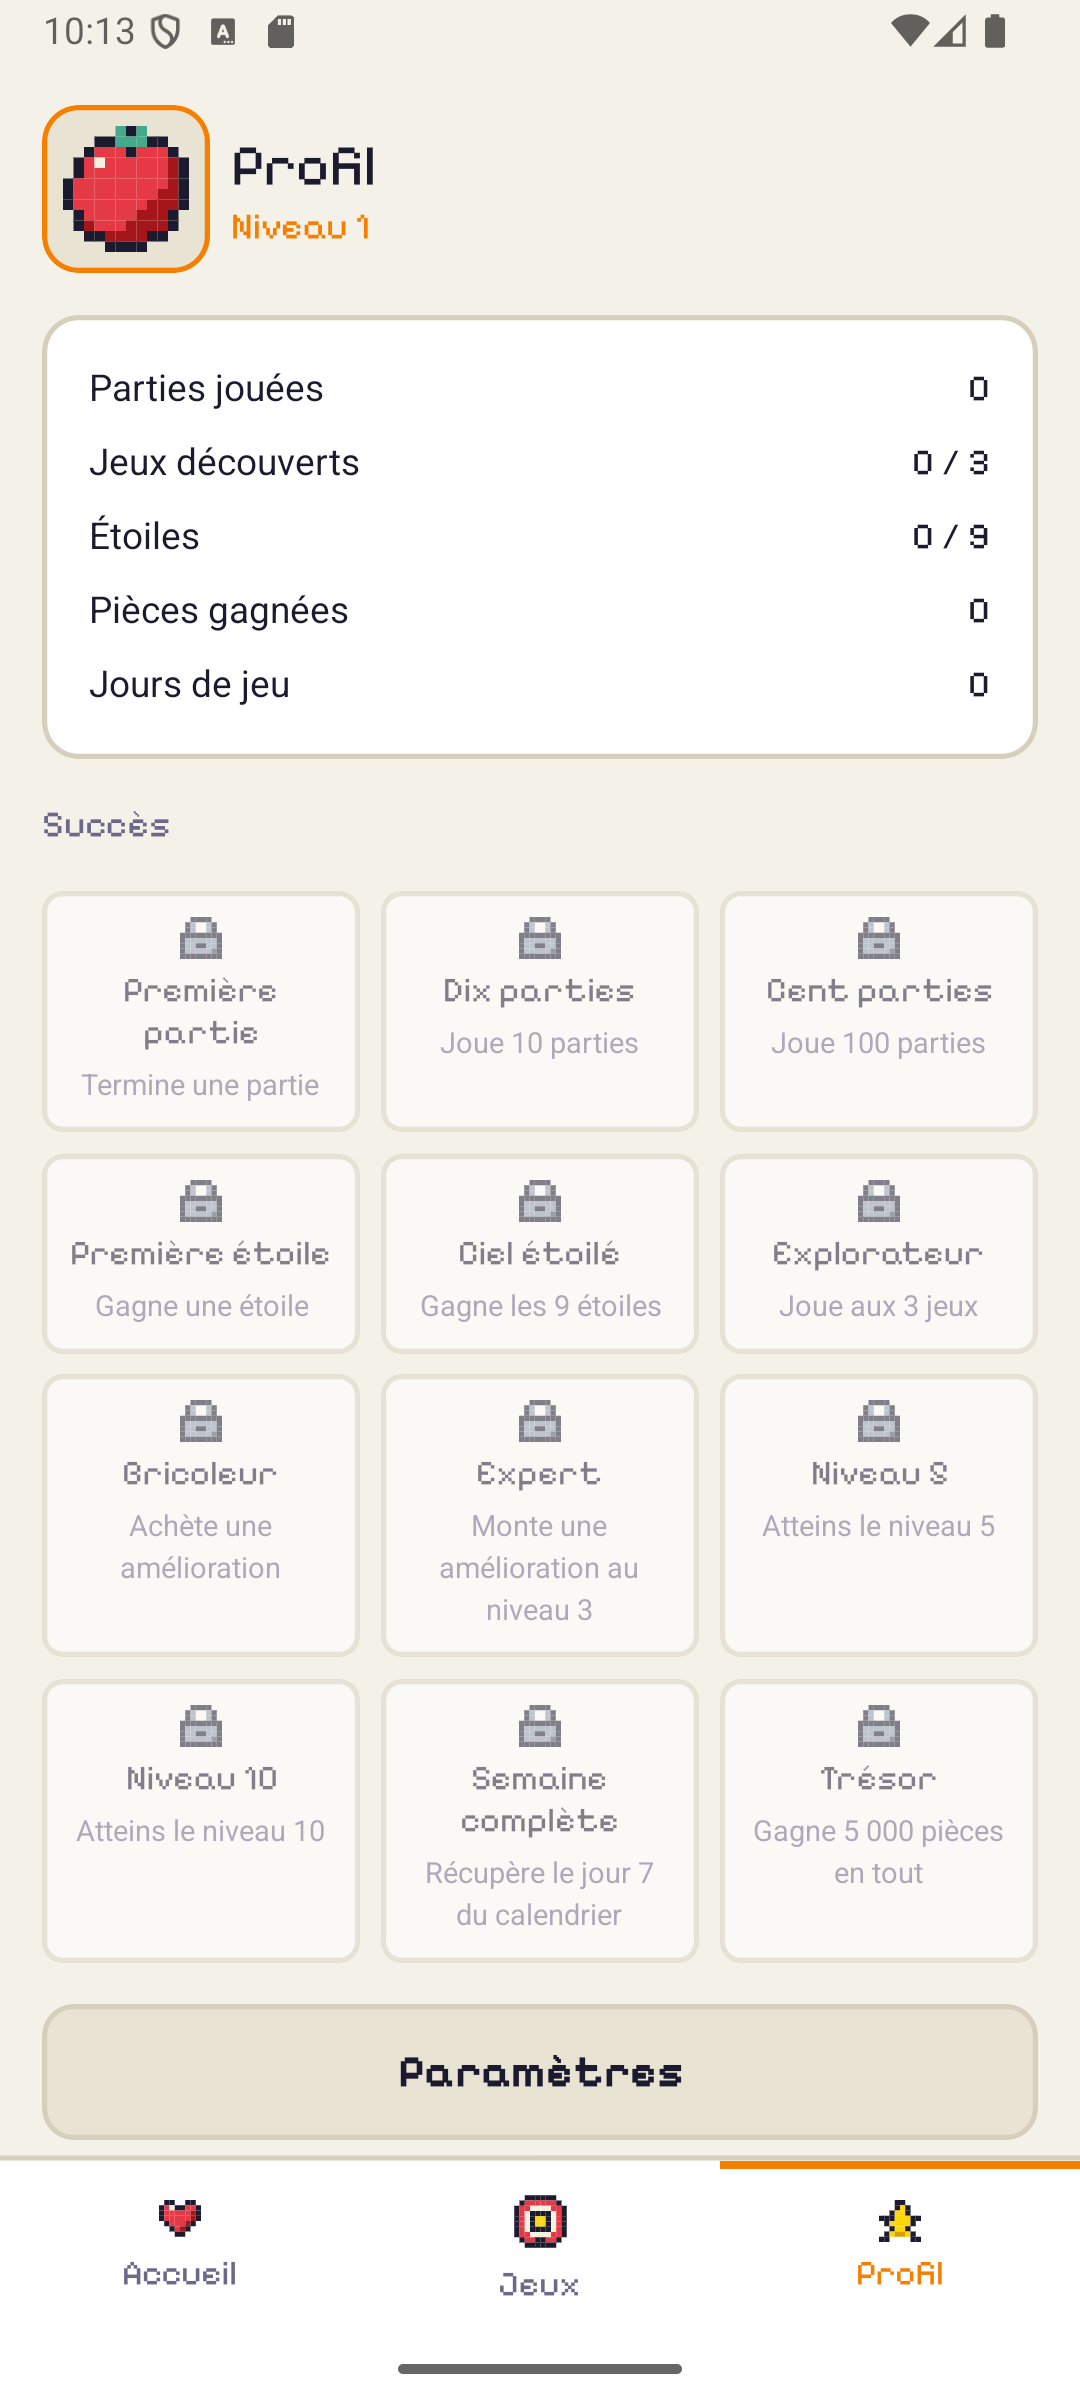 10:13
Profil
Niveau 1
Parties jouées 0
Jeux découverts 0 / 3
Étoiles 0 / 9
Pièces gagnées 0
Jours de jeu 0
Succès
Première
partie
Termine une partie
Dix parties
Joue 10 parties
Cent parties
Joue 100 parties
Première étoile
Gagne une étoile
Ciel étoilé
Gagne les 9 étoiles
Explorateur
Joue aux 3 jeux
Bricoleur
Achète une
amélioration
Expert
Monte une
amélioration au
niveau 3
Niveau 5
Atteins le niveau 5
Niveau 10
Atteins le niveau 10
Semaine
complète
Récupère le jour 7
du calendrier
Trésor
Gagne 5 000 pièces
en tout
Paramètres
Accueil
Jeux
Profil